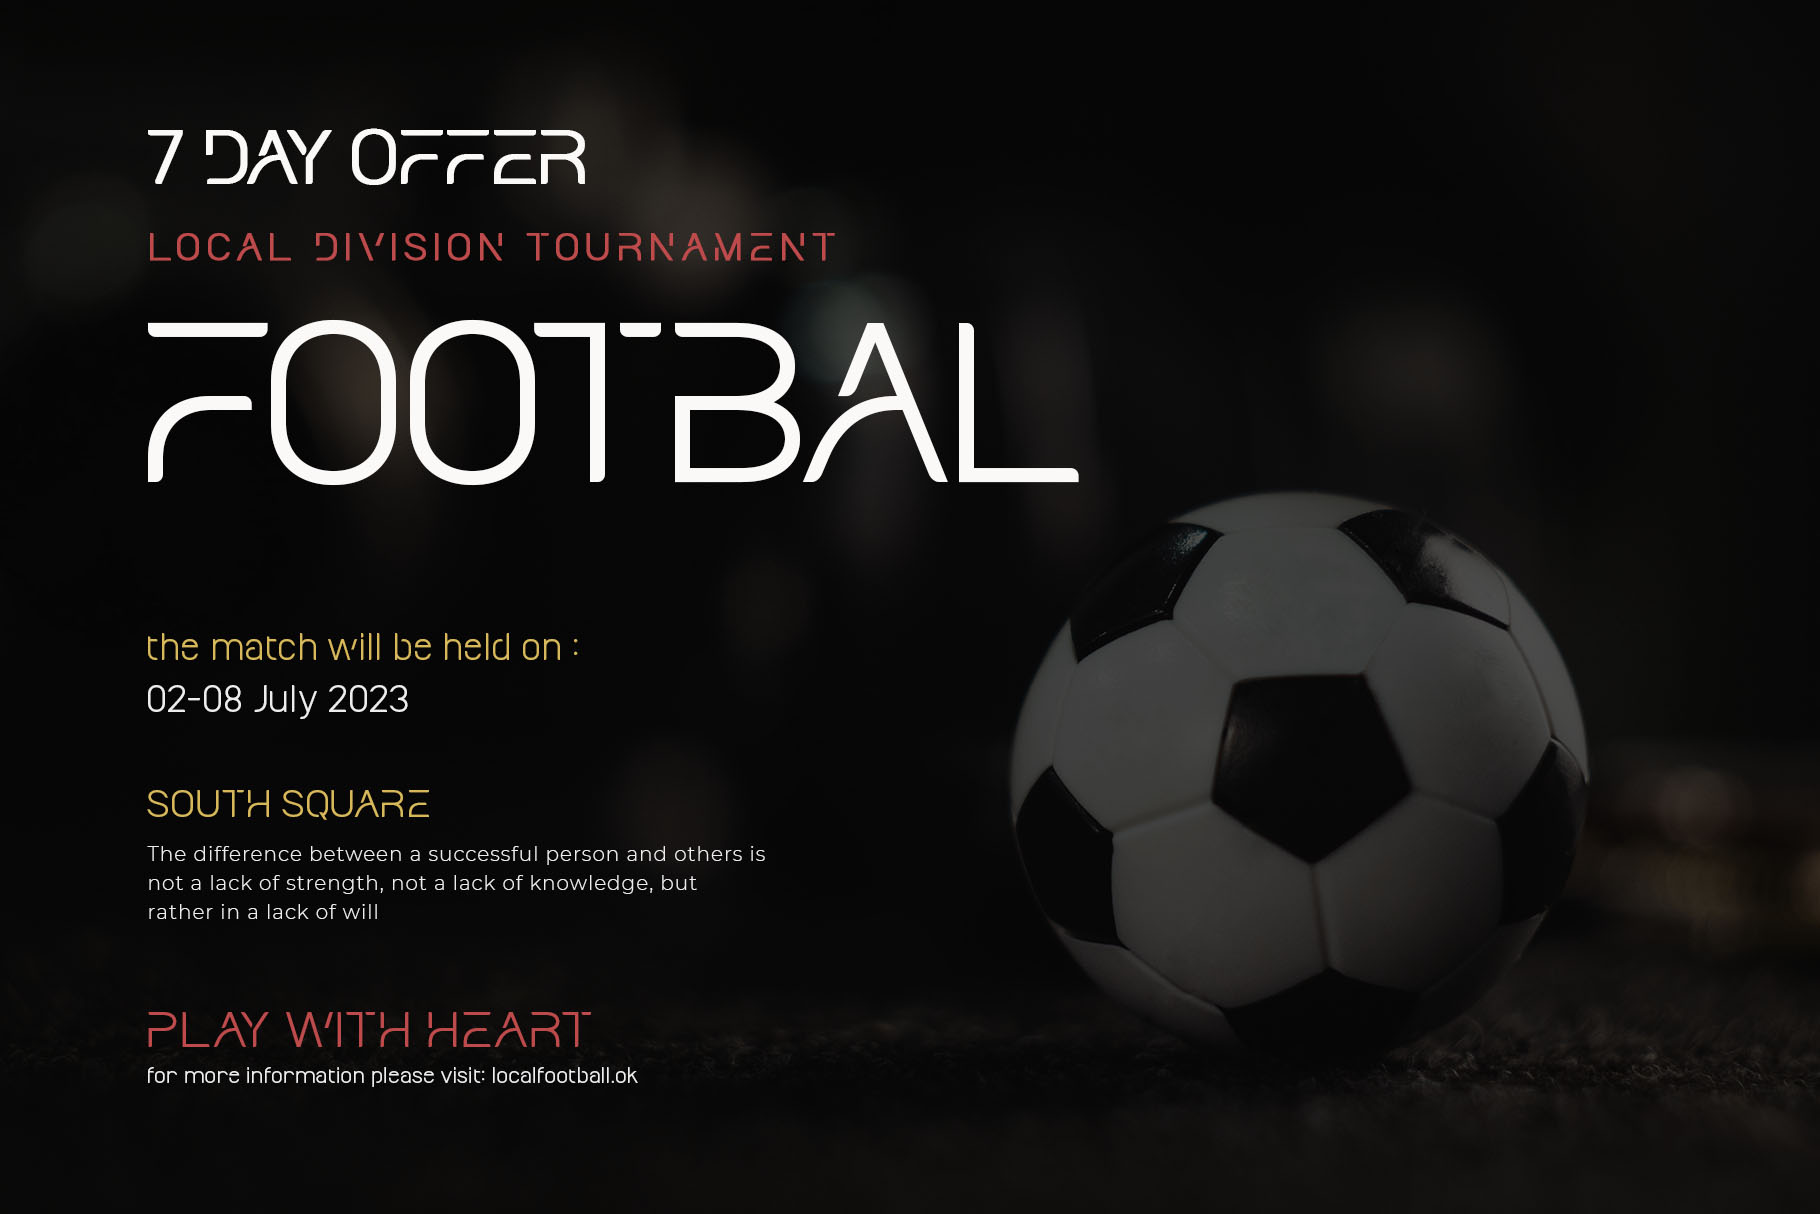 7 DAY OFFER
LOCAL DIVISION TOURNAMENT
FOOTBAL
the match will be held on :
02-08 July 2023
SOUTH SQUARE
The difference between a successful person and others is
not a lack of strength, not a lack of knowledge, but
rather in a lack of will
PLAY WITH HEART
for more information please visit: localfootball.ok